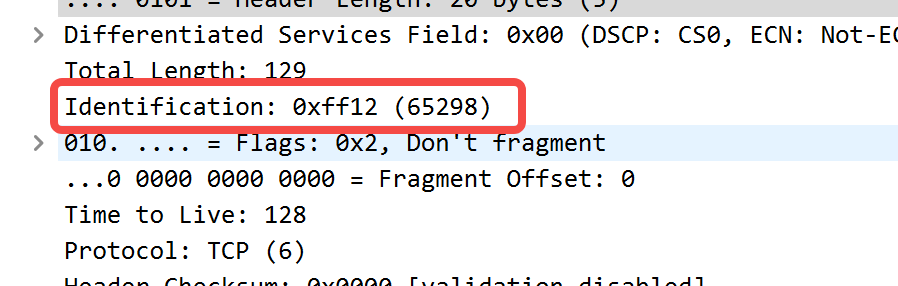 .... 0101 = Header Length: 20 bytes (5)
Differentiated Services Field: 0x00 (DSCP: CS0, ECN: Not-EC
Total Length: 129
Identification: 0xff12 (65298)
010. .... = Flags: 0x2, Don't fragment
...0 0000 0000 0000 = Fragment Offset: 0
Time to Live: 128
Protocol: TCP (6)
Header Checksum: 0x0000 [validation disabled]